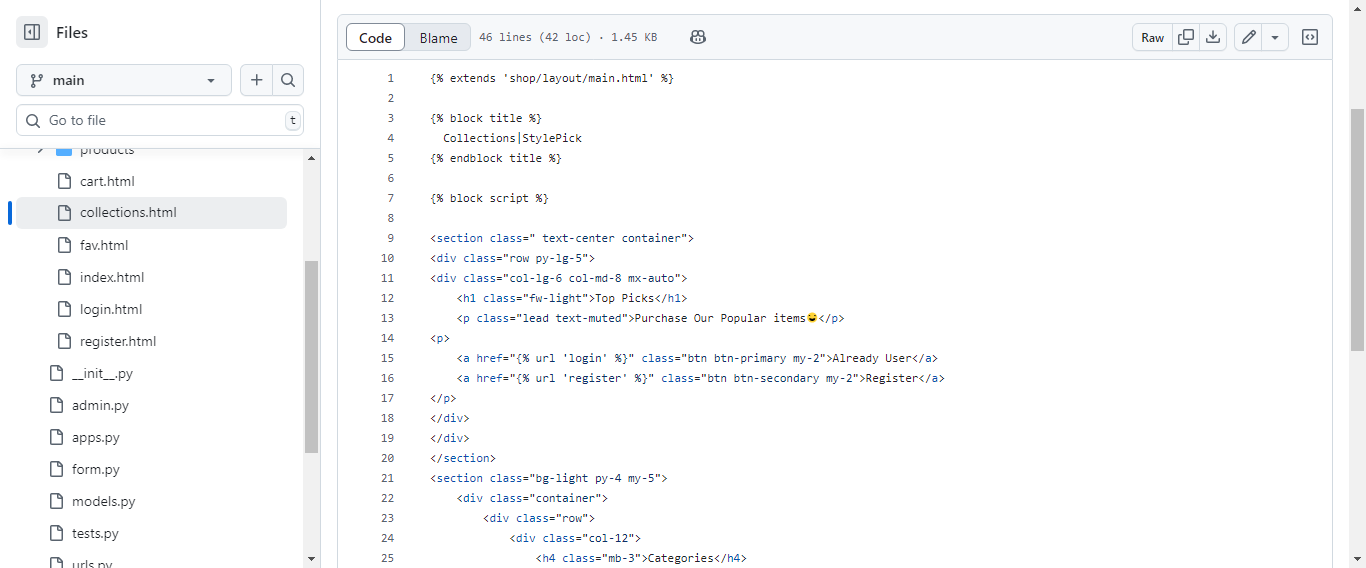 Files
main
Go to file
t
products
cart.html
collections.html
fav.html
index.html
login.html
register.html
__init__.py
admin.py
apps.py
form.py
models.py
tests.py
urls.py
Code
Blame
46 lines (42 loc) · 1.45 KB
Raw
1 {% extends 'shop/layout/main.html' %}
2
3 {% block title %}
4   Collections|StylePick
5 {% endblock title %}
6
7 {% block script %}
8
9 <section class=" text-center container">
10 <div class="row py-lg-5">
11 <div class="col-lg-6 col-md-8 mx-auto">
12     <h1 class="fw-light">Top Picks</h1>
13     <p class="lead text-muted">Purchase Our Popular items😄</p>
14 <p>
15     <a href="{% url 'login' %}" class="btn btn-primary my-2">Already User</a>
16     <a href="{% url 'register' %}" class="btn btn-secondary my-2">Register</a>
17 </p>
18 </div>
19 </div>
20 </section>
21 <section class="bg-light py-4 my-5">
22     <div class="container">
23         <div class="row">
24             <div class="col-12">
25                 <h4 class="mb-3">Categories</h4>